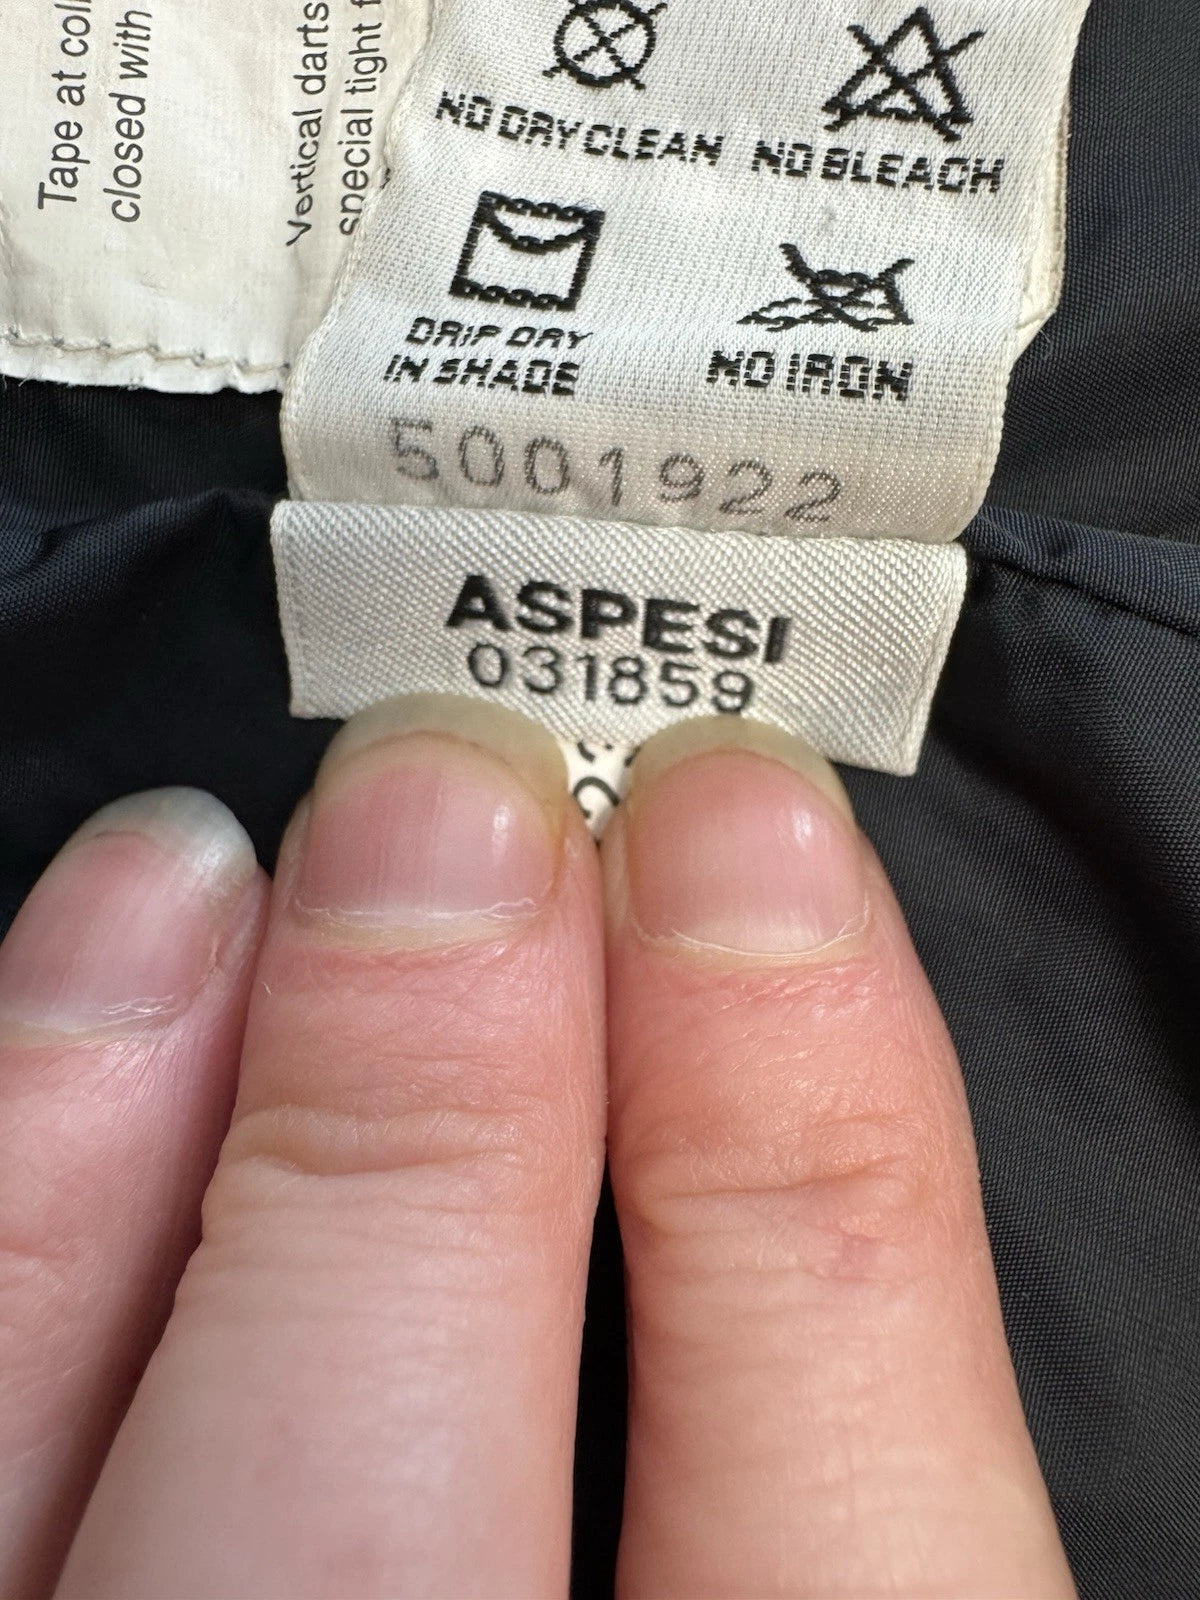 Tape at
closed with
Vertical darts
special tight
NO DRY CLEAN
NO BLEACH
DRIP DRY
IN SHADE
NO IRON
5001922
ASPESI
031859